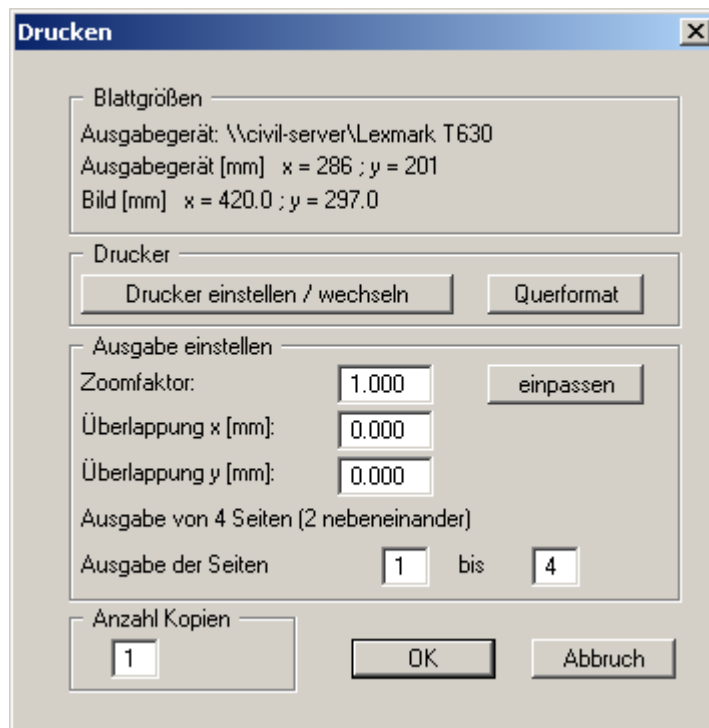 Drucken
Blattgrößen
Ausgabegerät: \\civil-server\Lexmark T630
Ausgabegerät [mm] x = 286 ; y = 201
Bild [mm] x = 420.0 ; y = 297.0
Drucker
Drucker einstellen / wechseln Querformat
Ausgabe einstellen
Zoomfaktor: 1.000 einpassen
Überlappung x [mm]: 0.000
Überlappung y [mm]: 0.000
Ausgabe von 4 Seiten (2 nebeneinander)
Ausgabe der Seiten 1 bis 4
Anzahl Kopien
1 OK Abbruch